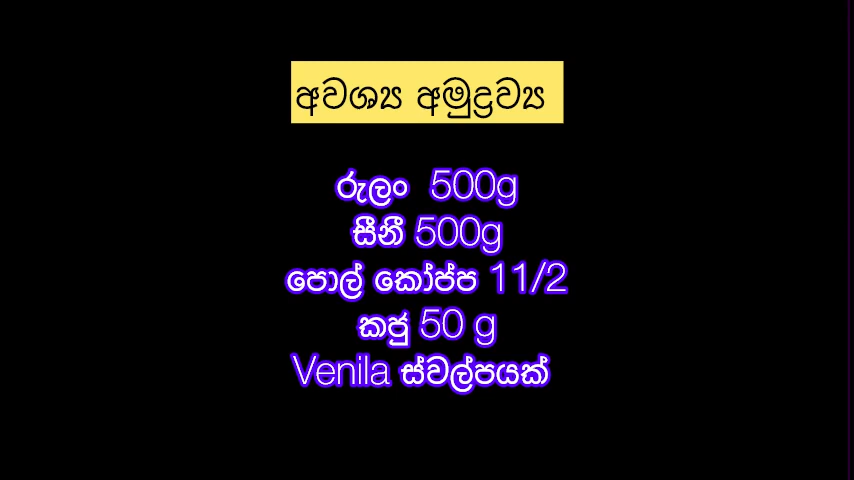 අවශ්‍ය අමුද්‍රව්‍ය
රුලං 500g
සීනි 500g
පොල් කෝප්ප 11/2
කජු 50 g
Venila ස්වල්පයක්